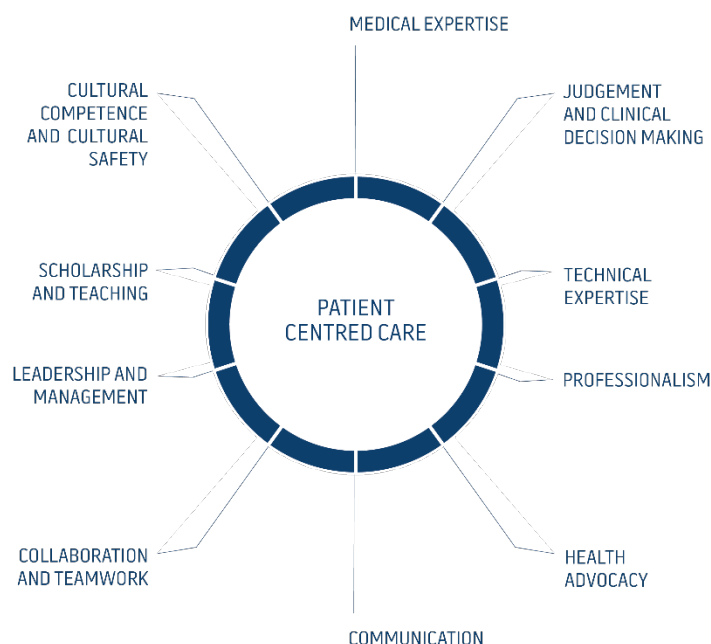 MEDICAL EXPERTISE
JUDGEMENT
AND CLINICAL
DECISION MAKING
TECHNICAL
EXPERTISE
PROFESSIONALISM
HEALTH
ADVOCACY
COMMUNICATION
COLLABORATION
AND TEAMWORK
LEADERSHIP AND
MANAGEMENT
SCHOLARSHIP
AND TEACHING
CULTURAL
COMPETENCE
AND CULTURAL
SAFETY
PATIENT
CENTRED CARE